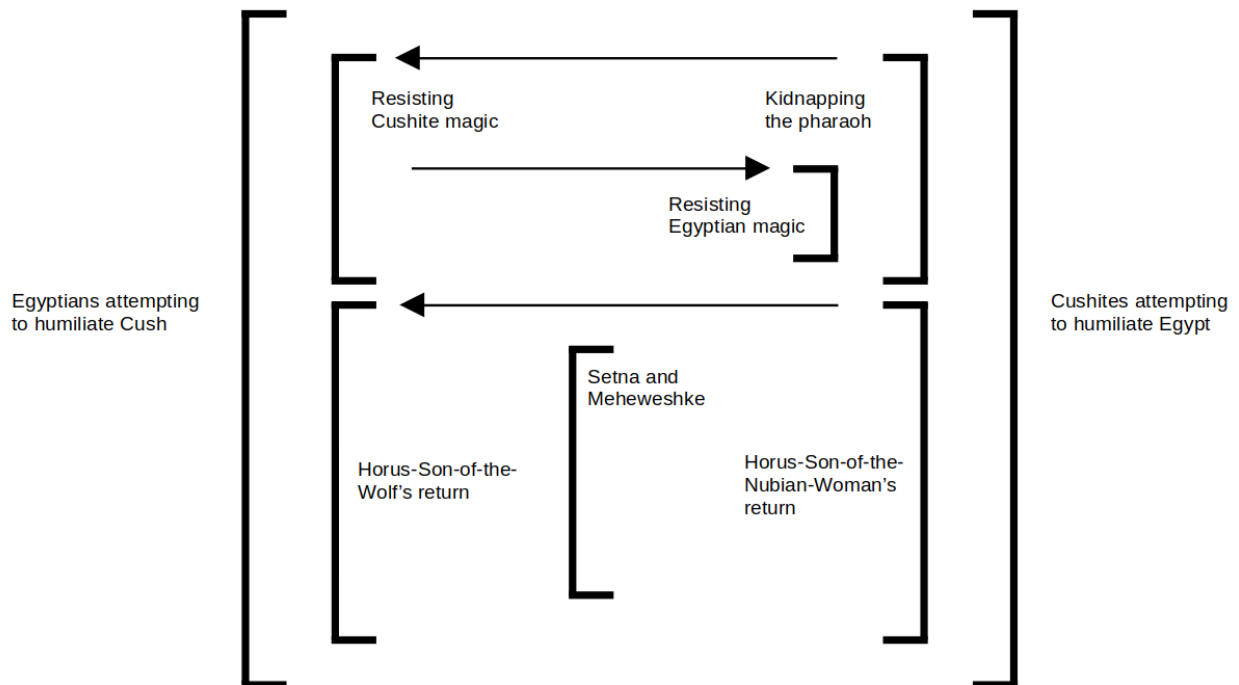 Resisting
Cushite magic
Kidnapping
the pharaoh
Resisting
Egyptian magic
Egyptians attempting
to humiliate Cush
Cushites attempting
to humiliate Egypt
Setna and
Meheweshke
Horus-Son-of-the-
Wolf’s return
Horus-Son-of-the-
Nubian-Woman’s
return